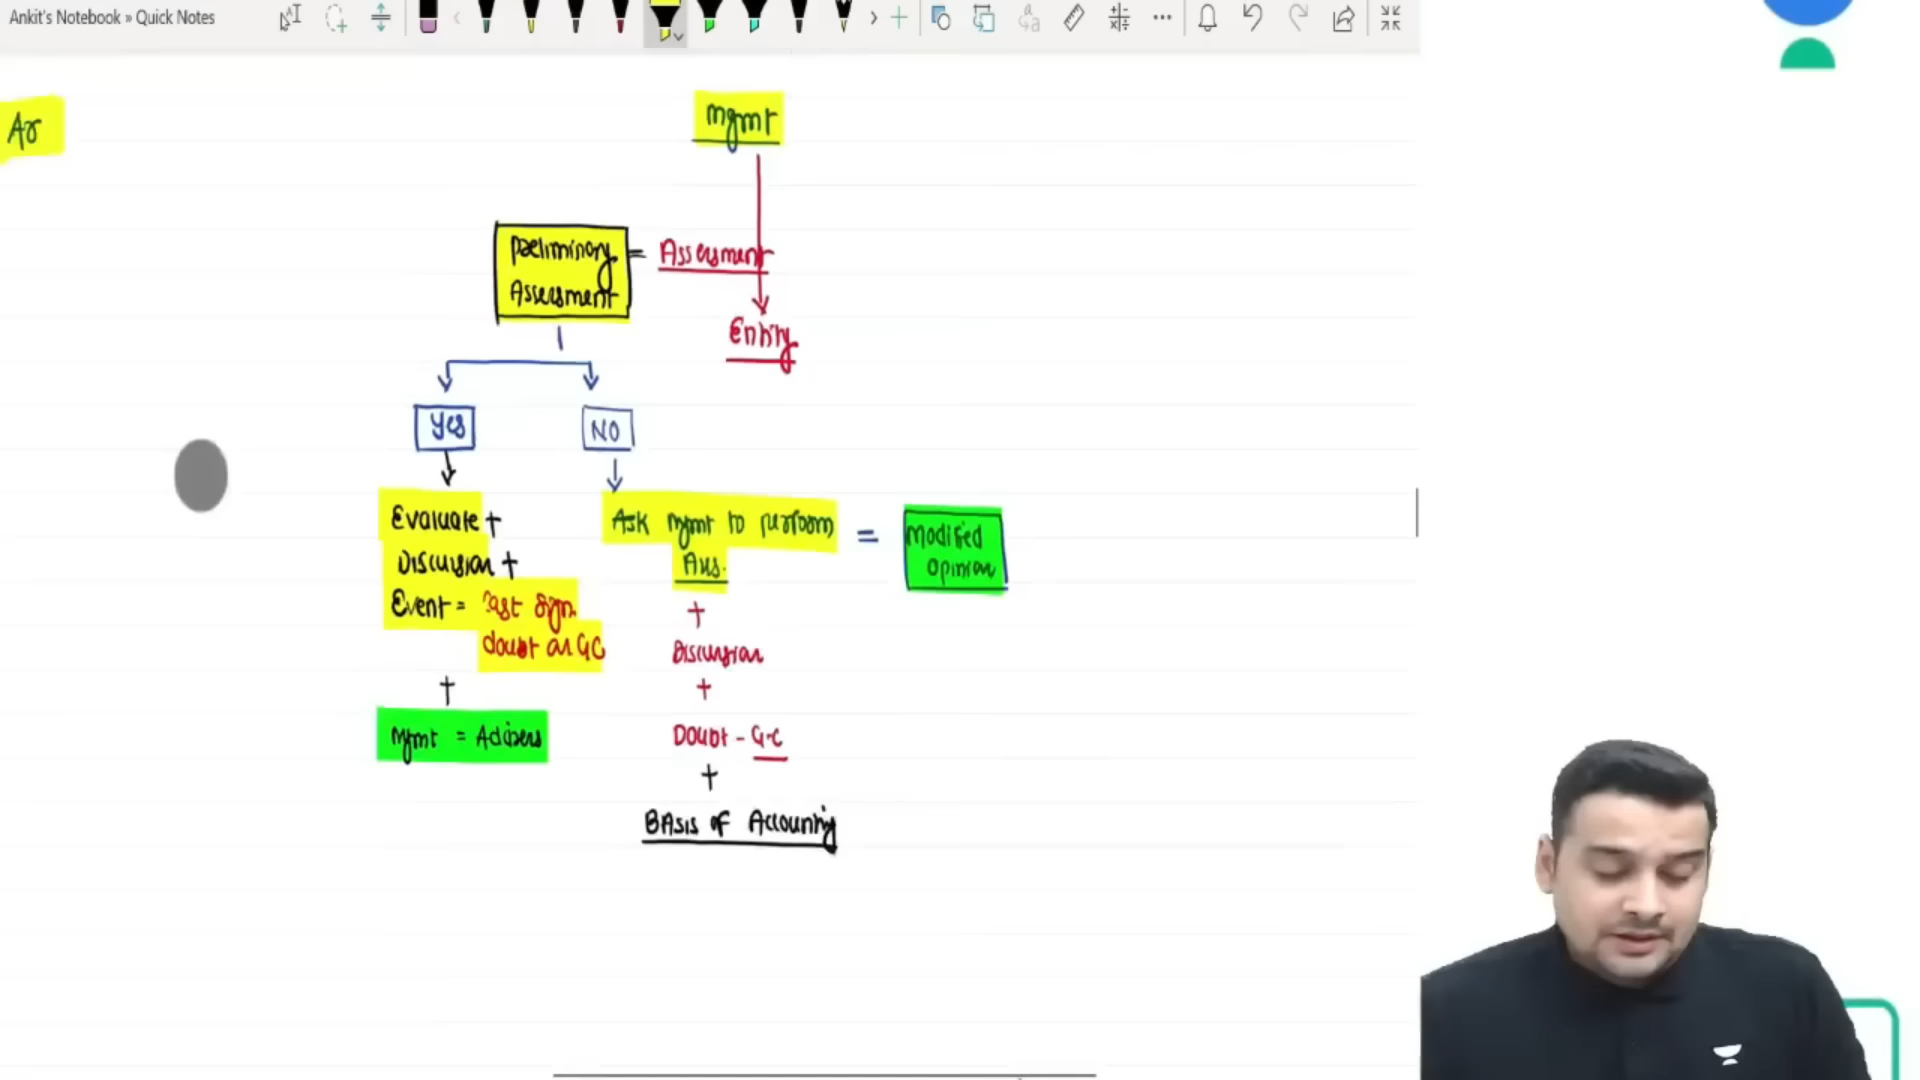 Ankit's Notebook » Quick Notes
Ar
Mgmt
Preliminary
Assessment
= Assessment
Entity
Yes
NO
Evaluate +
Discussion +
Event = Cast Sign.
doubt on GC
+
Mgmt = Address
Ask Mgmt to perform
Ass.
+
Discussion
+
Doubt - G.C
+
BASis of Accounting
=
Modified
Opinion